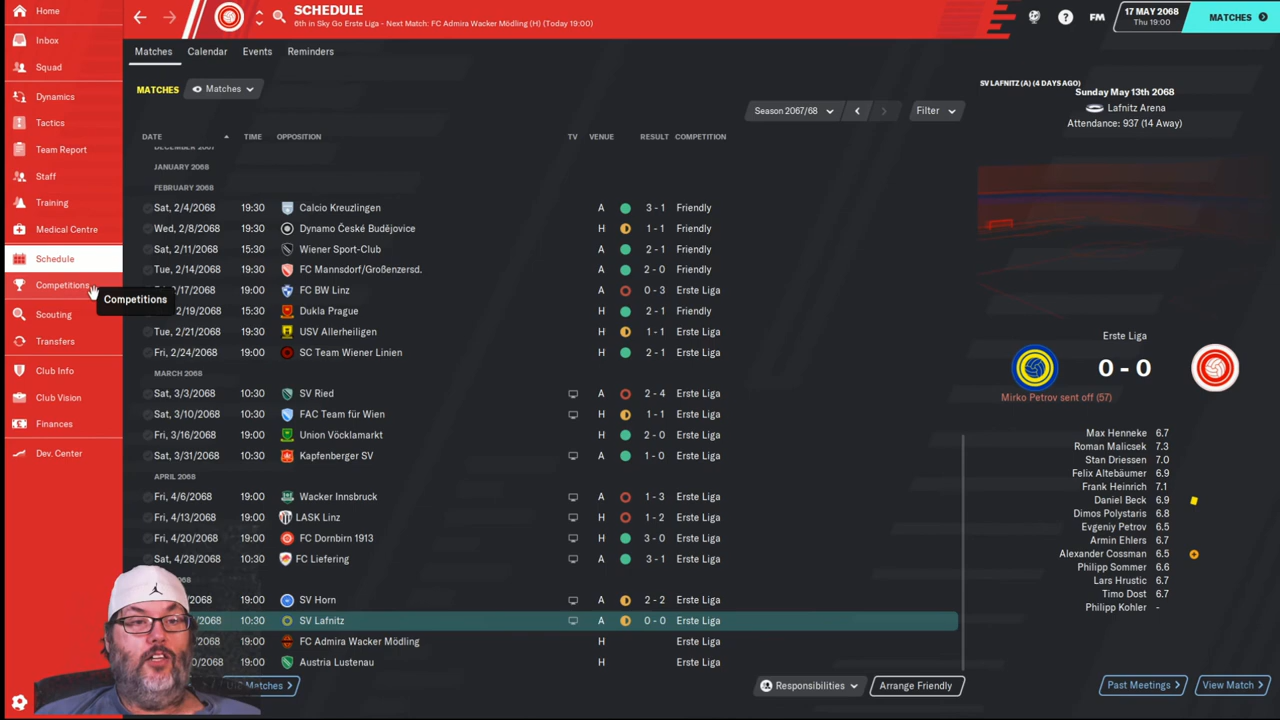 Home
Inbox
Squad
Dynamics
Tactics
Team Report
Staff
Training
Medical Centre
Schedule
Competitions
Competitions
Scouting
Transfers
Club Info
Club Vision
Finances
Dev. Center
SCHEDULE
6th in Sky Go Erste Liga - Next Match: FC Admira Wacker Mödling (H) (Today 19:00)
FM
17 MAY 2068
Thu 19:00
MATCHES
Matches Calendar Events Reminders
MATCHES Matches
Season 2067/68 Filter
DATE TIME OPPOSITION TV VENUE RESULT COMPETITION
DECEMBER 2067
JANUARY 2068
FEBRUARY 2068
Sat, 2/4/2068 19:30 Calcio Kreuzlingen A 3 - 1 Friendly
Wed, 2/8/2068 19:30 Dynamo České Budějovice H 1 - 1 Friendly
Sat, 2/11/2068 15:30 Wiener Sport-Club A 2 - 1 Friendly
Tue, 2/14/2068 19:30 FC Mannsdorf/Großenzersd. A 2 - 0 Friendly
2/17/2068 19:00 FC BW Linz A 0 - 3 Erste Liga
2/19/2068 15:30 Dukla Prague H 2 - 1 Friendly
Tue, 2/21/2068 19:30 USV Allerheiligen H 1 - 1 Erste Liga
Fri, 2/24/2068 19:00 SC Team Wiener Linien H 2 - 1 Erste Liga
MARCH 2068
Sat, 3/3/2068 10:30 SV Ried A 2 - 4 Erste Liga
Sat, 3/10/2068 10:30 FAC Team für Wien H 1 - 1 Erste Liga
Fri, 3/16/2068 19:00 Union Vöcklamarkt H 2 - 0 Erste Liga
Sat, 3/31/2068 10:30 Kapfenberger SV A 1 - 0 Erste Liga
APRIL 2068
Fri, 4/6/2068 19:00 Wacker Innsbruck A 1 - 3 Erste Liga
Fri, 4/13/2068 19:00 LASK Linz H 1 - 2 Erste Liga
Fri, 4/20/2068 19:00 FC Dornbirn 1913 H 3 - 0 Erste Liga
Sat, 4/28/2068 10:30 FC Liefering A 3 - 1 Erste Liga
2068
/2068 19:00 SV Horn A 2 - 2 Erste Liga
/2068 10:30 SV Lafnitz A 0 - 0 Erste Liga
/2068 19:00 FC Admira Wacker Mödling H Erste Liga
0/2068 19:00 Austria Lustenau H Erste Liga
Matches
Responsibilities Arrange Friendly
SV LAFNITZ (A) (4 DAYS AGO)
Sunday May 13th 2068
Lafnitz Arena
Attendance: 937 (14 Away)
Erste Liga
0 - 0
Mirko Petrov sent off (57)
Max Henneke 6.7
Roman Malicsek 7.3
Stan Driessen 7.0
Felix Altebäumer 6.9
Frank Heinrich 7.1
Daniel Beck 6.9
Dimos Polystaris 6.8
Evgeniy Petrov 6.5
Armin Ehlers 6.7
Alexander Cossman 6.5
Philipp Sommer 6.6
Lars Hrustic 6.7
Timo Dost 6.7
Philipp Kohler -
Past Meetings View Match